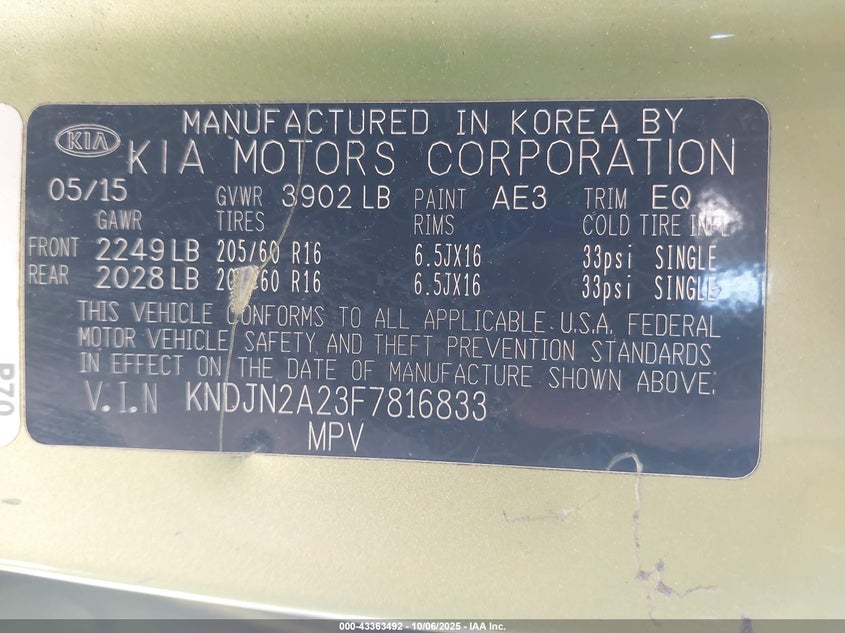 MANUFACTURED IN KOREA BY
KIA
KIA MOTORS CORPORATION
05/15 GVWR 3902 LB PAINT AE3 TRIM EQ
GAWR TIRES RIMS COLD TIRE INFL
FRONT 2249 LB 205/60 R16 6.5JX16 33psi SINGLE
REAR 2028 LB 205/60 R16 6.5JX16 33psi SINGLE
THIS VEHICLE CONFORMS TO ALL APPLICABLE U.S.A. FEDERAL
MOTOR VEHICLE SAFETY AND THEFT PREVENTION STANDARDS
IN EFFECT ON THE DATE OF MANUFACTURE SHOWN ABOVE.
V.I.N KNDJN2A23F7816833
MPV
000-43363492 - 10/06/2025 - IAA Inc.